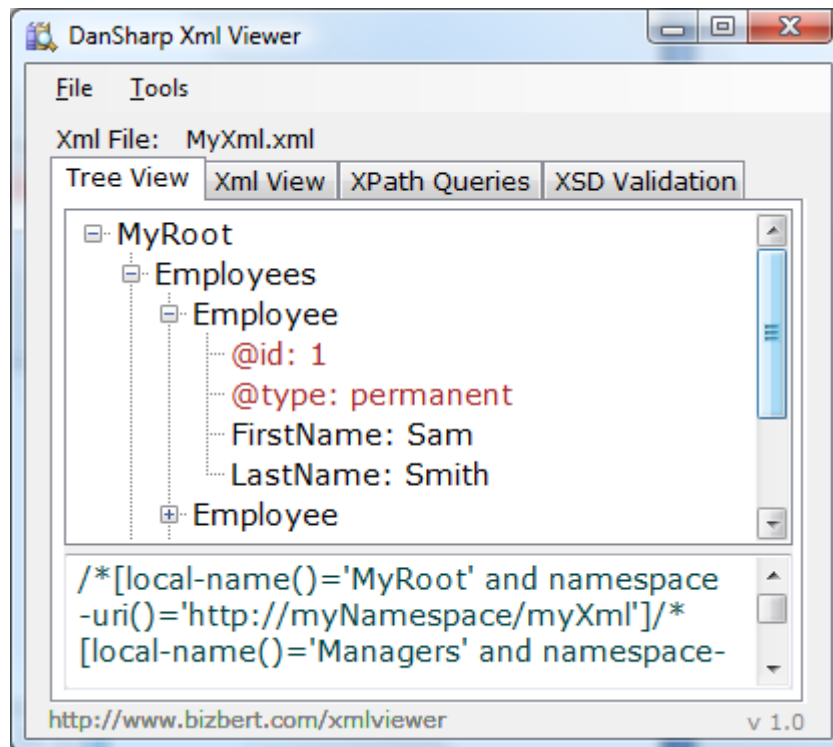 DanSharp Xml Viewer
File Tools
Xml File: MyXml.xml
Tree View Xml View XPath Queries XSD Validation
MyRoot
Employees
Employee
@id: 1
@type: permanent
FirstName: Sam
LastName: Smith
Employee
/*[local-name()='MyRoot' and namespace
-uri()='http://myNamespace/myXml']/*
[local-name()='Managers' and namespace-
http://www.bizbert.com/xmlviewer v 1.0